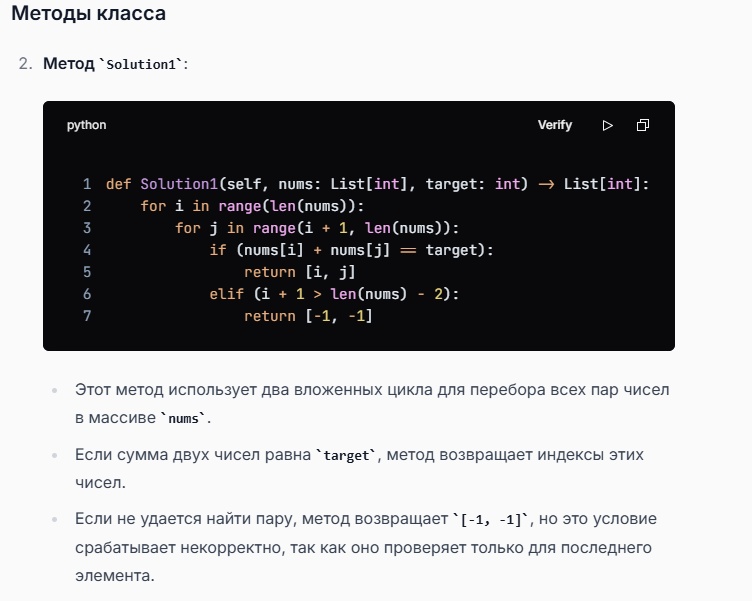 Методы класса
2. Метод `Solution1`:
python Verify
1 def Solution1(self, nums: List[int], target: int) -> List[int]:
2 for i in range(len(nums)):
3 for j in range(i + 1, len(nums)):
4 if (nums[i] + nums[j] == target):
5 return [i, j]
6 elif (i + 1 > len(nums) - 2):
7 return [-1, -1]
Этот метод использует два вложенных цикла для перебора всех пар чисел
в массиве `nums`.
Если сумма двух чисел равна `target`, метод возвращает индексы этих
чисел.
Если не удается найти пару, метод возвращает `[-1, -1]`, но это условие
срабатывает некорректно, так как оно проверяет только для последнего
элемента.